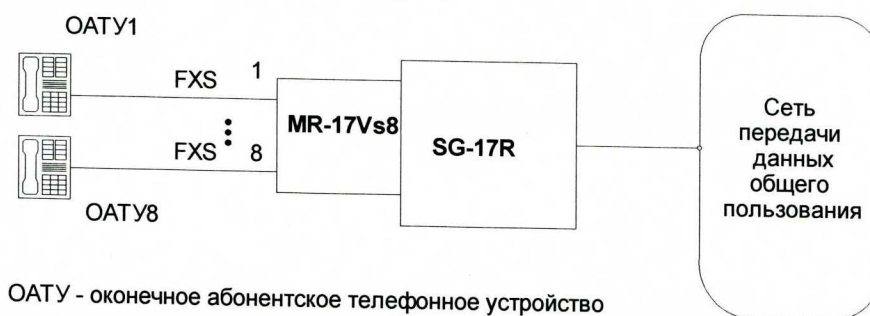 ОАТУ1
FXS 1
MR-17Vs8
SG-17R
FXS 8
ОАТУ8
Сеть
передачи
данных
общего
пользования
ОАТУ - оконечное абонентское телефонное устройство